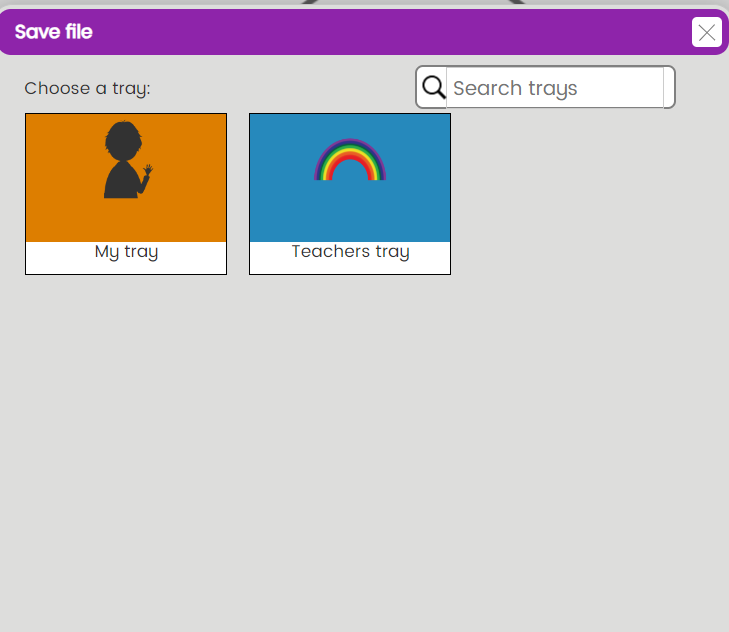 Save file
Choose a tray:
Search trays
My tray
Teachers tray